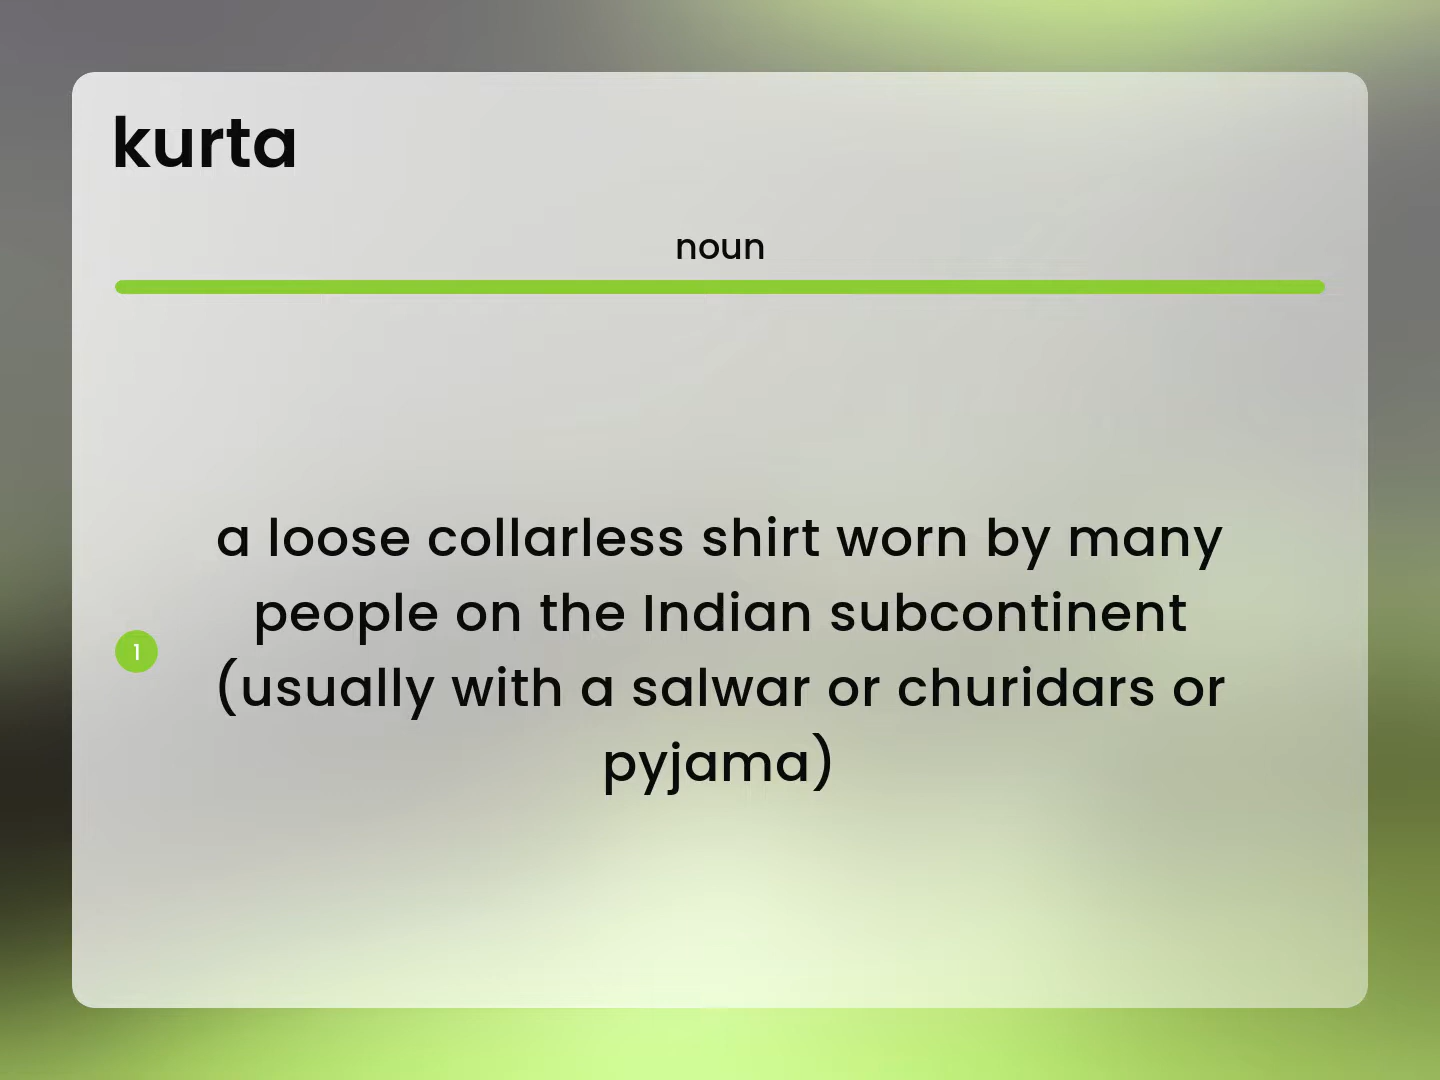 kurta
noun
a loose collarless shirt worn by many
people on the Indian subcontinent
1
(usually with a salwar or churidars or
pyjama)